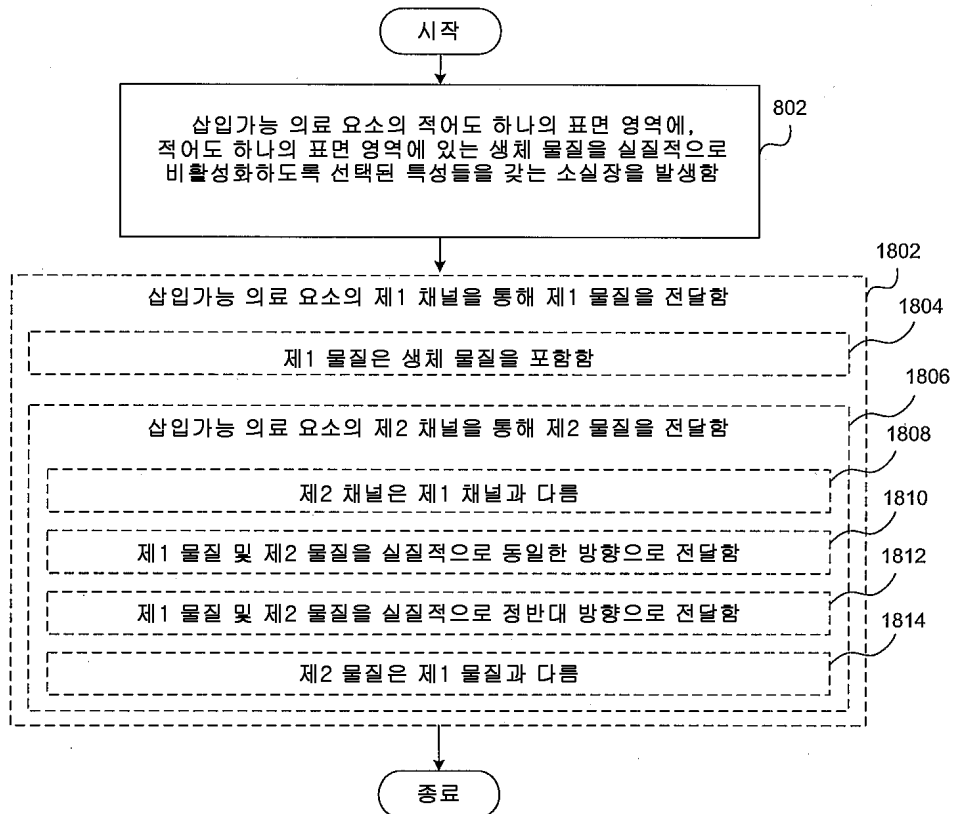 시작
802
삽입가능 의료 요소의 적어도 하나의 표면 영역에,
적어도 하나의 표면 영역에 있는 생체 물질을 실질적으로
비활성화하도록 선택된 특성들을 갖는 소실장을 발생함
1802
삽입가능 의료 요소의 제1 채널을 통해 제1 물질을 전달함
1804
제1 물질은 생체 물질을 포함함
1806
삽입가능 의료 요소의 제2 채널을 통해 제2 물질을 전달함
1808
제2 채널은 제1 채널과 다름
1810
제1 물질 및 제2 물질을 실질적으로 동일한 방향으로 전달함
1812
제1 물질 및 제2 물질을 실질적으로 정반대 방향으로 전달함
1814
제2 물질은 제1 물질과 다름
종료